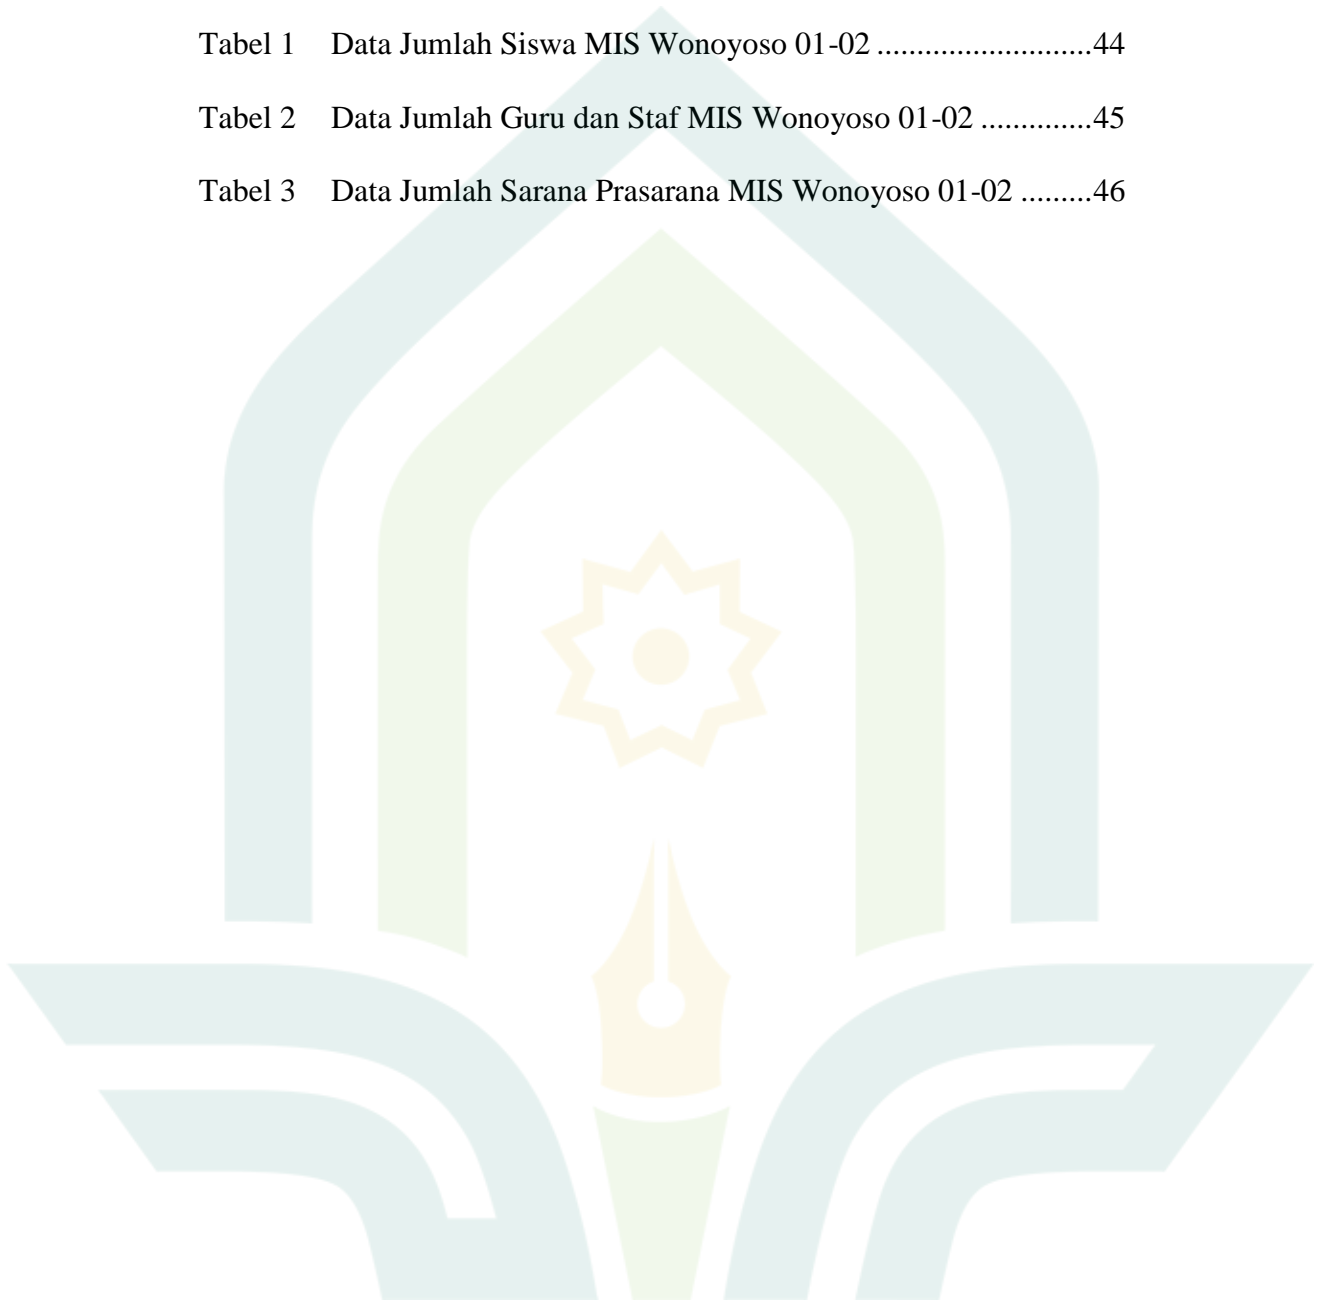 Tabel 1 Data Jumlah Siswa MIS Wonoyoso 01-02 ..........................44
Tabel 2 Data Jumlah Guru dan Staf MIS Wonoyoso 01-02 ..............45
Tabel 3 Data Jumlah Sarana Prasarana MIS Wonoyoso 01-02 .........46